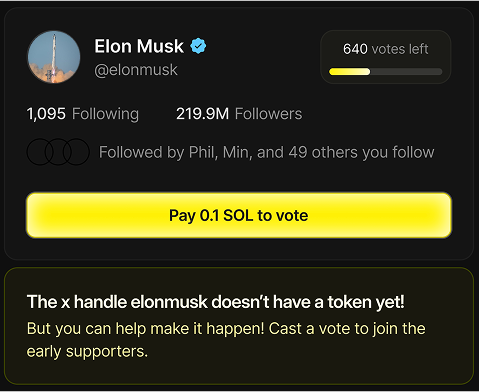 Elon Musk
@elonmusk
640 votes left
1,095 Following 219.9M Followers
Followed by Phil, Min, and 49 others you follow
Pay 0.1 SOL to vote
The x handle elonmusk doesn't have a token yet!
But you can help make it happen! Cast a vote to join the
early supporters.